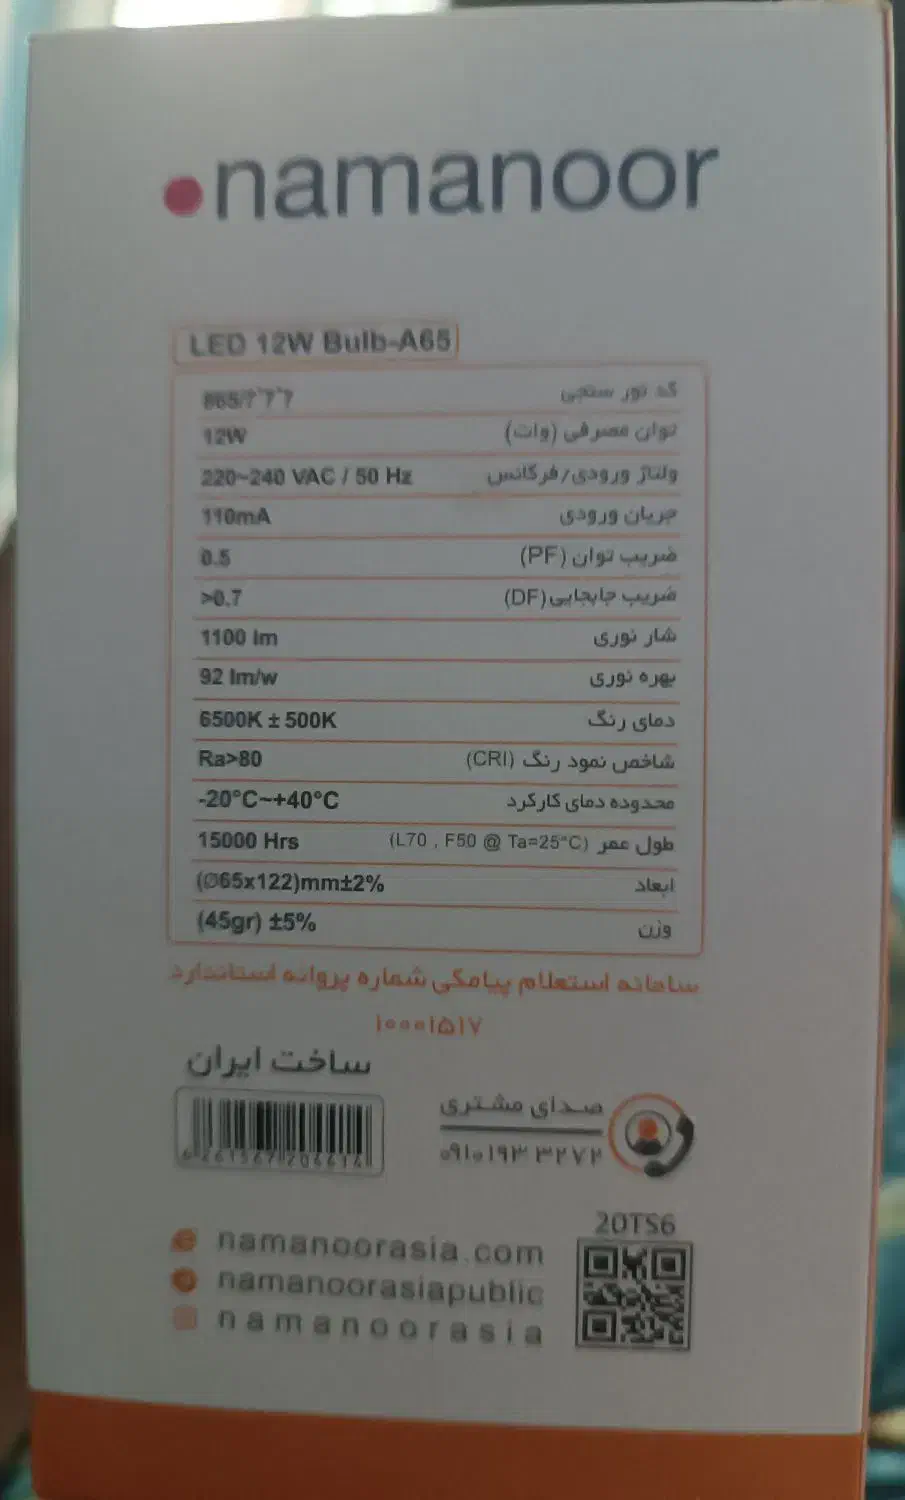 namanoor
LED 12W Bulb-A65
کد نور سنجی 865/???
توان مصرفی (وات) 12W
ولتاژ ورودی/فرکانس 220~240 VAC / 50 Hz
جریان ورودی 110mA
ضریب توان (PF) 0.5
ضریب جابجایی(DF) >0.7
شار نوری 1100 lm
بهره نوری 92 lm/w
دمای رنگ 6500K ± 500K
شاخص نمود رنگ (CRI) Ra>80
محدوده دمای کارکرد -20°C~+40°C
طول عمر (L70 , F50 @ Ta=25°C) 15000 Hrs
ابعاد (Ø65x122)mm±2%
وزن (45gr) ±5%
سامانه استعلام پیامکی شماره پروانه استاندارد
۱۰۰۰۱۵۱۷
ساخت ایران
صدای مشتری
۰۹۱۰۱۹۳۳۲۷۲
6261567204614
20TS6
namanoorasia.com
namanoorasiapublic
namanoorasia